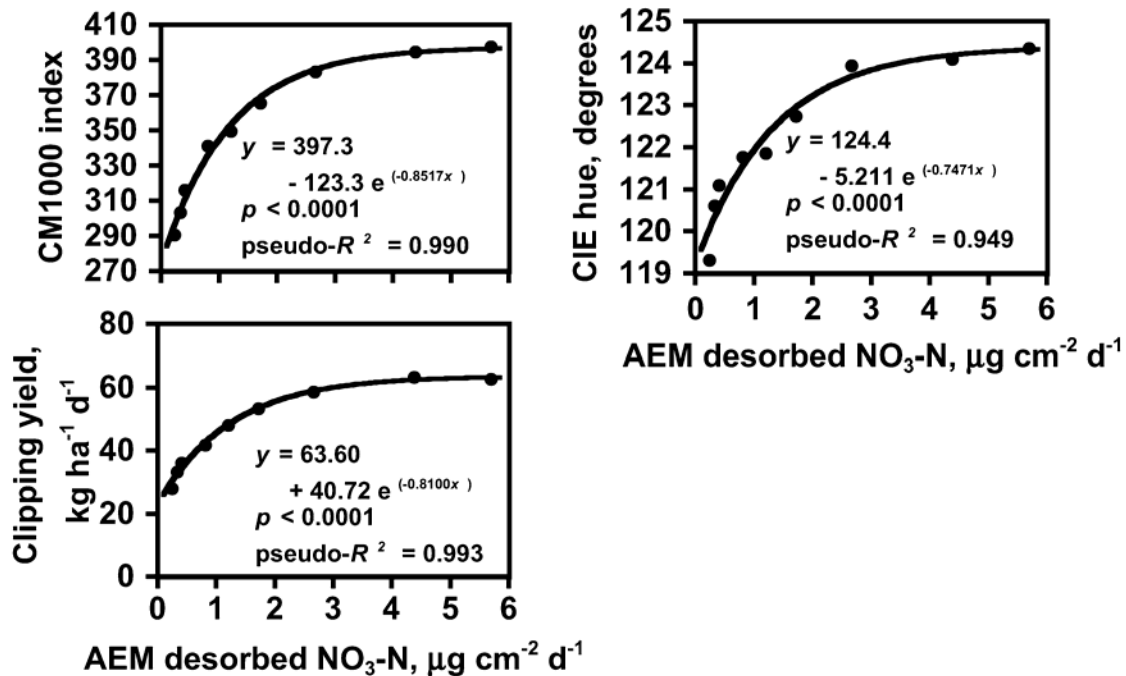 CM1000 index
410
390
370
350
330
310
290
270
y = 397.3
- 123.3 e (-0.8517x )
p < 0.0001
pseudo-R 2 = 0.990
CIE hue, degrees
125
124
123
122
121
120
119
y = 124.4
- 5.211 e (-0.7471x )
p < 0.0001
pseudo-R 2 = 0.949
0 1 2 3 4 5 6
AEM desorbed NO3-N, μg cm-2 d-1
Clipping yield,
kg ha-1 d-1
80
60
40
20
0
y = 63.60
+ 40.72 e (-0.8100x )
p < 0.0001
pseudo-R 2 = 0.993
0 1 2 3 4 5 6
AEM desorbed NO3-N, μg cm-2 d-1